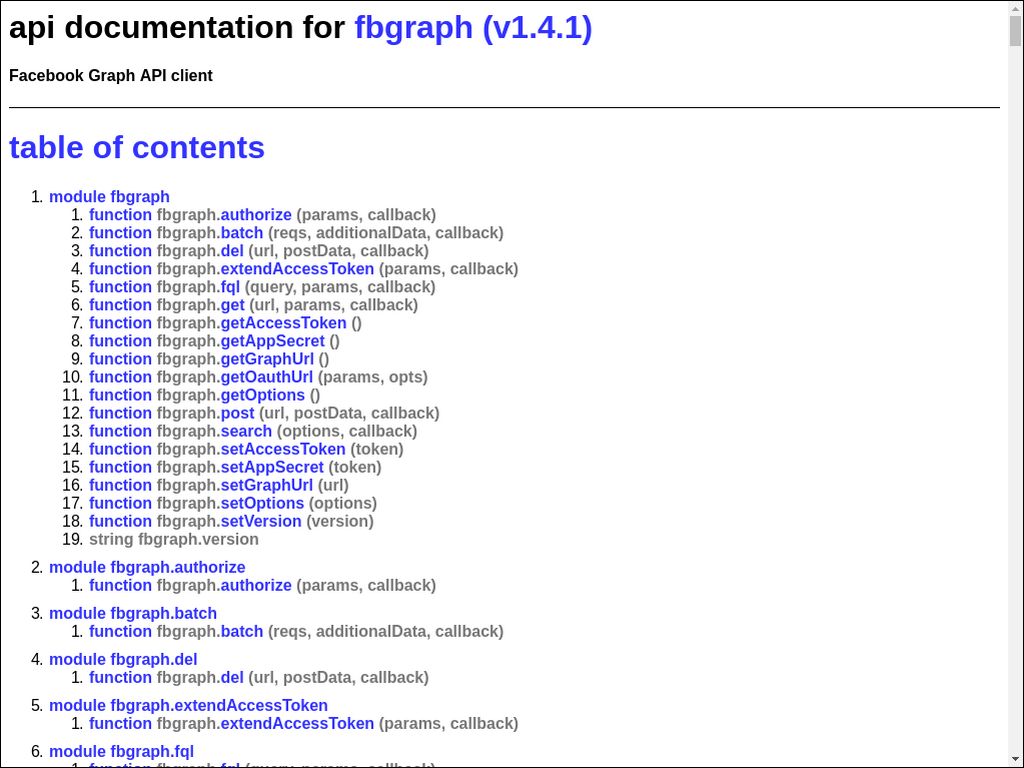 api documentation for fbgraph (v1.4.1)
Facebook Graph API client
table of contents
1. module fbgraph
1. function fbgraph.authorize (params, callback)
2. function fbgraph.batch (reqs, additionalData, callback)
3. function fbgraph.del (url, postData, callback)
4. function fbgraph.extendAccessToken (params, callback)
5. function fbgraph.fql (query, params, callback)
6. function fbgraph.get (url, params, callback)
7. function fbgraph.getAccessToken ()
8. function fbgraph.getAppSecret ()
9. function fbgraph.getGraphUrl ()
10. function fbgraph.getOauthUrl (params, opts)
11. function fbgraph.getOptions ()
12. function fbgraph.post (url, postData, callback)
13. function fbgraph.search (options, callback)
14. function fbgraph.setAccessToken (token)
15. function fbgraph.setAppSecret (token)
16. function fbgraph.setGraphUrl (url)
17. function fbgraph.setOptions (options)
18. function fbgraph.setVersion (version)
19. string fbgraph.version
2. module fbgraph.authorize
1. function fbgraph.authorize (params, callback)
3. module fbgraph.batch
1. function fbgraph.batch (reqs, additionalData, callback)
4. module fbgraph.del
1. function fbgraph.del (url, postData, callback)
5. module fbgraph.extendAccessToken
1. function fbgraph.extendAccessToken (params, callback)
6. module fbgraph.fql
1. function fbgraph.fql (query, params, callback)